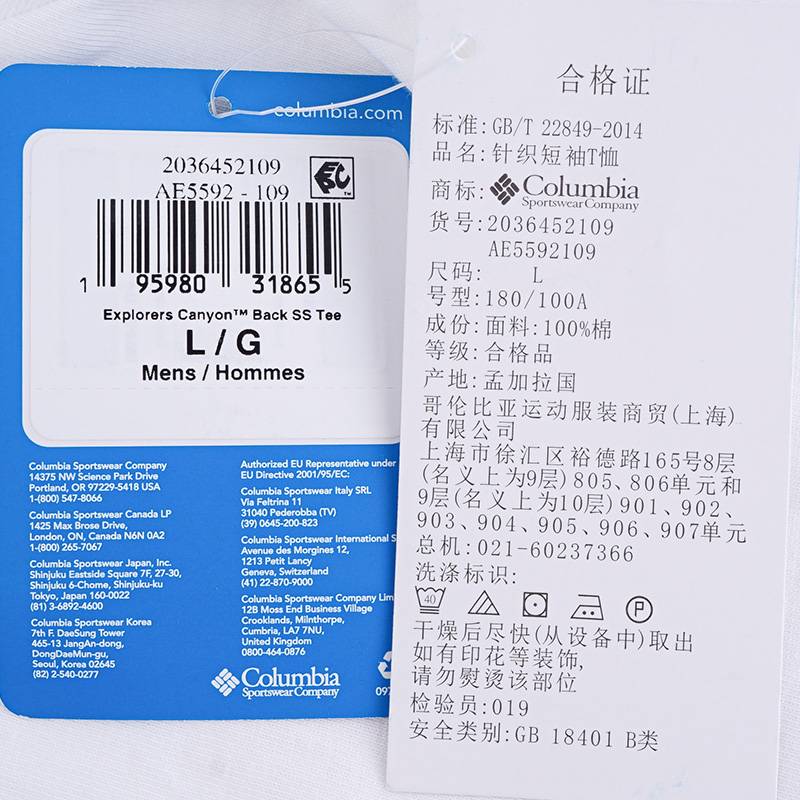 columbia.com
2036452109
AE5592 - 109
EPC™
1 95980 31865 5
Explorers Canyon™ Back SS Tee
L / G
Mens / Hommes
Columbia Sportswear Company
14375 NW Science Park Drive
Portland, OR 97229-5418 USA
1-(800) 547-8066
Columbia Sportswear Canada LP
1425 Max Brose Drive,
London, ON, Canada N6N 0A2
1-(800) 265-7067
Columbia Sportswear Japan, Inc.
Shinjuku Eastside Square 7F, 27-30,
Shinjuku 6-Chome, Shinjuku-ku
Tokyo, Japan 160-0022
(81) 3-6892-4600
Columbia Sportswear Korea
7th F. DaeSung Tower
465-13 JangAn-dong,
DongDaeMun-gu,
Seoul, Korea 02645
(82) 2-540-0277
Authorized EU Representative under
EU Directive 2001/95/EC:
Columbia Sportswear Italy SRL
Via Feltrina 11
31040 Pederobba (TV)
(39) 0645-200-823
Columbia Sportswear International S
Avenue des Morgines 12,
1213 Petit Lancy
Geneva, Switzerland
(41) 22-870-9000
Columbia Sportswear Company Lim
12B Moss End Business Village
Crooklands, Milnthorpe,
Cumbria, LA7 7NU,
United Kingdom
0800-464-0876
Columbia
Sportswear Company
097
合格证
标准:GB/T 22849-2014
品名:针织短袖T恤
商标: Columbia
Sportswear Company
货号:2036452109
AE5592109
尺码: L
号型:180/100A
成份:面料:100%棉
等级:合格品
产地:孟加拉国
哥伦比亚运动服装商贸(上海)
有限公司
上海市徐汇区裕德路165号8层
(名义上为9层)805、806单元和
9层(名义上为10层)901、902、
903、904、905、906、907单元
总机:021-60237366
洗涤标识:
40 P
干燥后尽快(从设备中)取出
如有印花等装饰,
请勿熨烫该部位
检验员:019
安全类别:GB 18401 B类